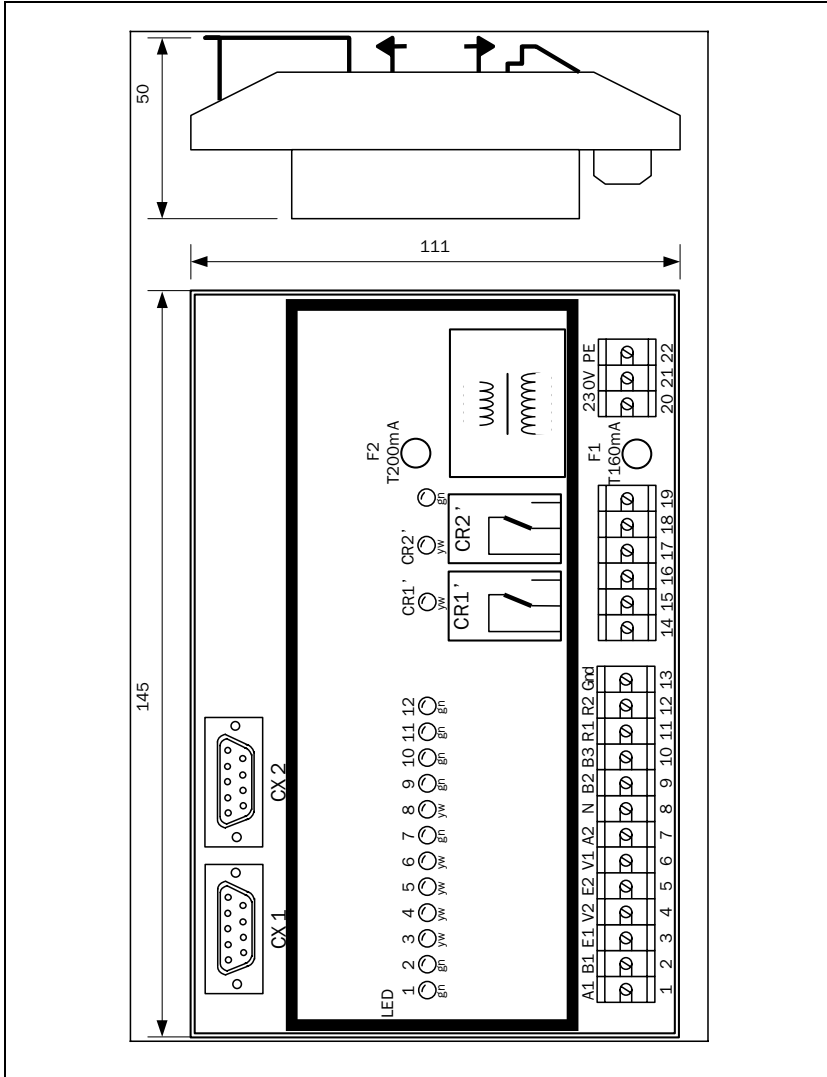 50
111
145
230V PE
20 21 22
F1
T160mA
F2
T200mA
gn
CR2'
yw
CR1'
yw
CR2'
CR1'
14 15 16 17 18 19
CX 2
CX 1
LED
1 2 3 4 5 6 7 8 9 10 11 12
gn gn yw yw yw yw gn yw gn gn gn gn
A1 B1 E1 V2 E2 V1 A2 N B2 B3 R1 R2 Gnd
1 2 3 4 5 6 7 8 9 10 11 12 13